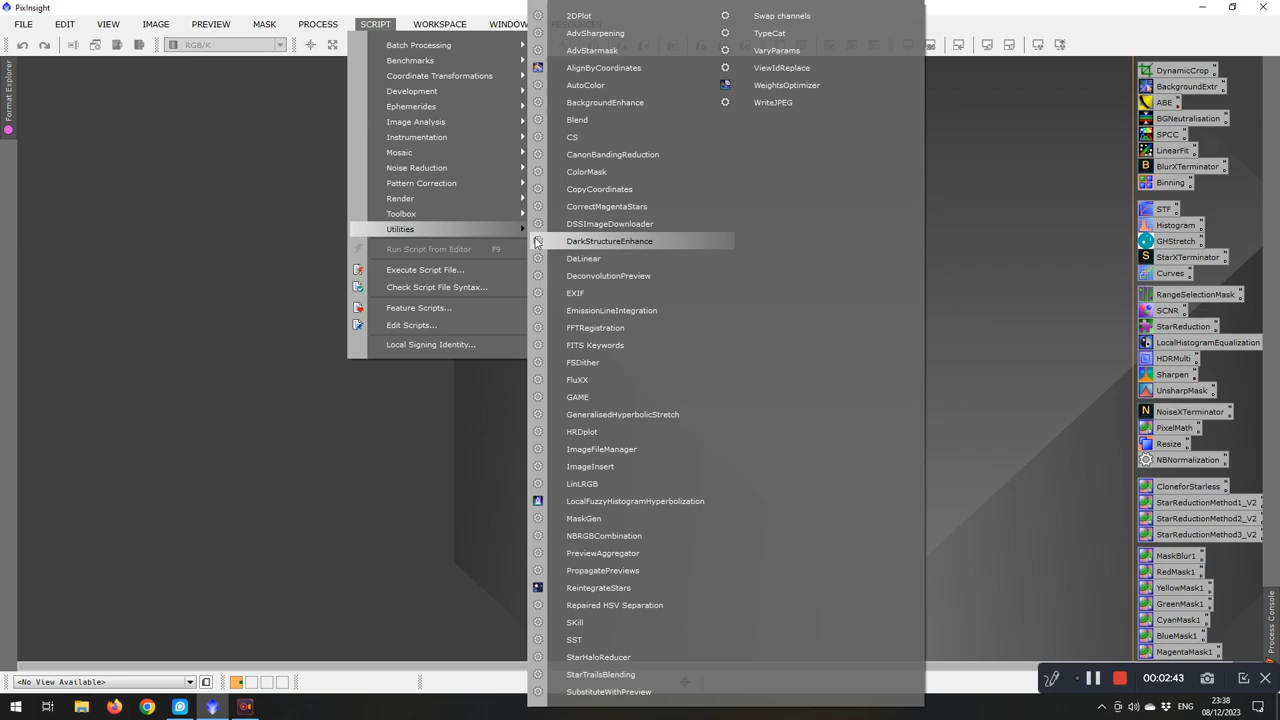 PixInsight
FILE
EDIT
VIEW
IMAGE
PREVIEW
MASK
PROCESS
SCRIPT
WORKSPACE
WINDOW
RGB/K
Format Explorer
Batch Processing
Benchmarks
Coordinate Transformations
Development
Ephemerides
Image Analysis
Instrumentation
Mosaic
Noise Reduction
Pattern Correction
Render
Toolbox
Utilities
Run Script from Editor F9
Execute Script File...
Check Script File Syntax...
Feature Scripts...
Edit Scripts...
Local Signing Identity...
2DPlot
AdvSharpening
AdvStarmask
AlignByCoordinates
AutoColor
BackgroundEnhance
Blend
CS
CanonBandingReduction
ColorMask
CopyCoordinates
CorrectMagentaStars
DSSImageDownloader
DarkStructureEnhance
DeLinear
DeconvolutionPreview
EXIF
EmissionLineIntegration
FFTRegistration
FITS Keywords
FSDither
FluXX
GAME
GeneralisedHyperbolicStretch
HRDplot
ImageFileManager
ImageInsert
LinLRGB
LocalFuzzyHistogramHyperbolization
MaskGen
NBRGBCombination
PreviewAggregator
PropagatePreviews
ReintegrateStars
Repaired HSV Separation
SKill
SST
StarHaloReducer
StarTrailsBlending
SubstituteWithPreview
Swap channels
TypeCat
VaryParams
ViewIdReplace
WeightsOptimizer
WriteJPEG
DynamicCrop
BackgroundExtr
ABE
BGNeutralisation
SPCC
LinearFit
BlurXTerminator
Binning
STF
Histogram
GHStretch
StarXTerminator
Curves
RangeSelectionMask
SCNR
StarReduction
LocalHistogramEqualization
HDRMulti
Sharpen
UnsharpMask
NoiseXTerminator
PixelMath
Resize
NBNormalization
CloneforStarless
StarReductionMethod1_V2
StarReductionMethod2_V2
StarReductionMethod3_V2
MaskBlur1
RedMask1
YellowMask1
GreenMask1
CyanMask1
BlueMask1
MagentaMask1
Process Console
<No View Available>
00:02:43
ENG
23:38
08/12/2023